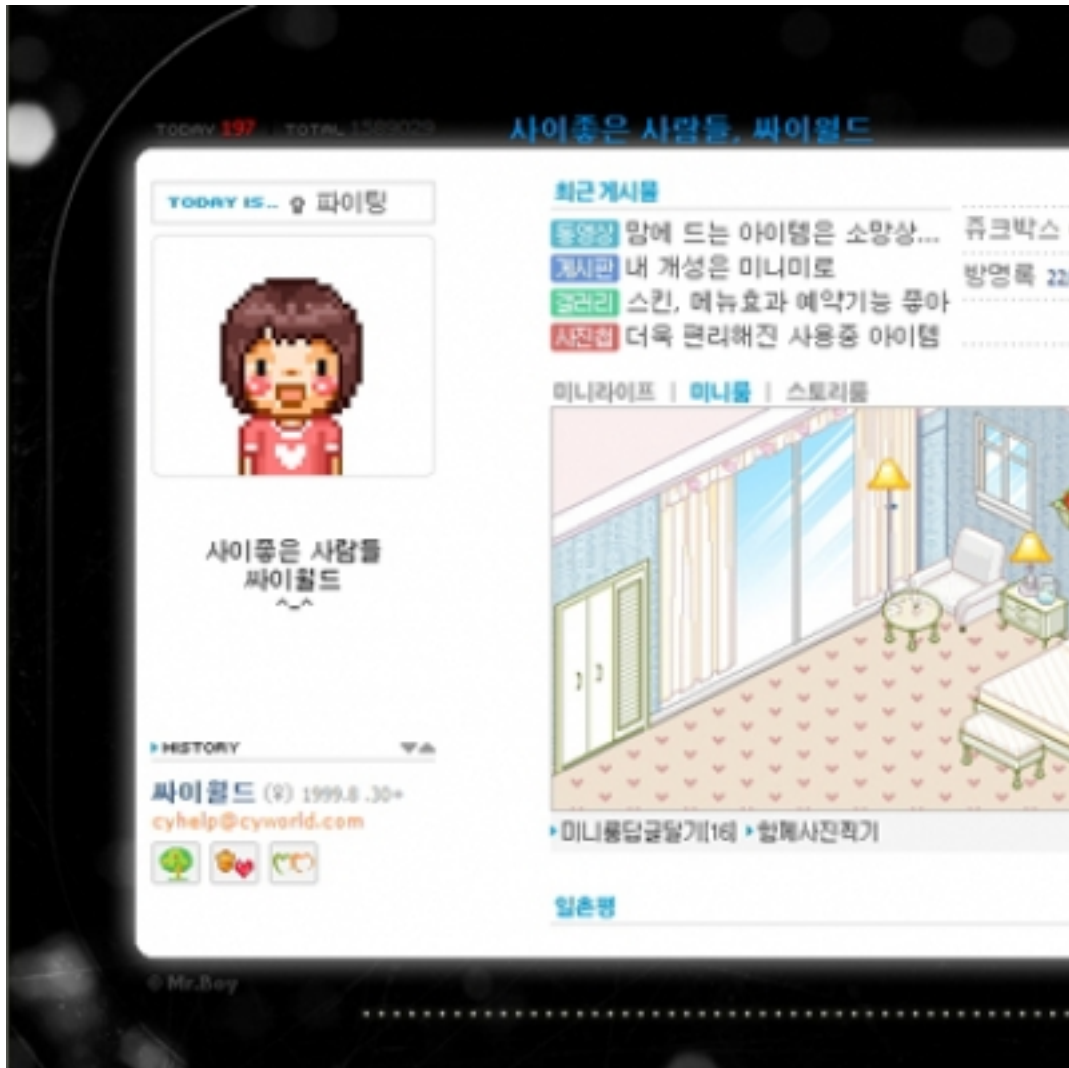 TODAY 197 | TOTAL 1589029
사이좋은 사람들, 싸이월드
TODAY IS.. 파이팅
사이좋은 사람들
싸이월드
^_^
HISTORY
싸이월드 (우) 1999.8 .30+
cyhelp@cyworld.com
최근 게시물
동영상 맘에 드는 아이템은 소망상...
게시판 내 개성은 미니미로
갤러리 스킨, 메뉴효과 예약기능 좋아
사진첩 더욱 편리해진 사용중 아이템
쥬크박스
방명록 22
미니라이프 | 미니룸 | 스토리룸
미니룸답글달기[16] 함께사진찍기
일촌평
© Mr.Boy